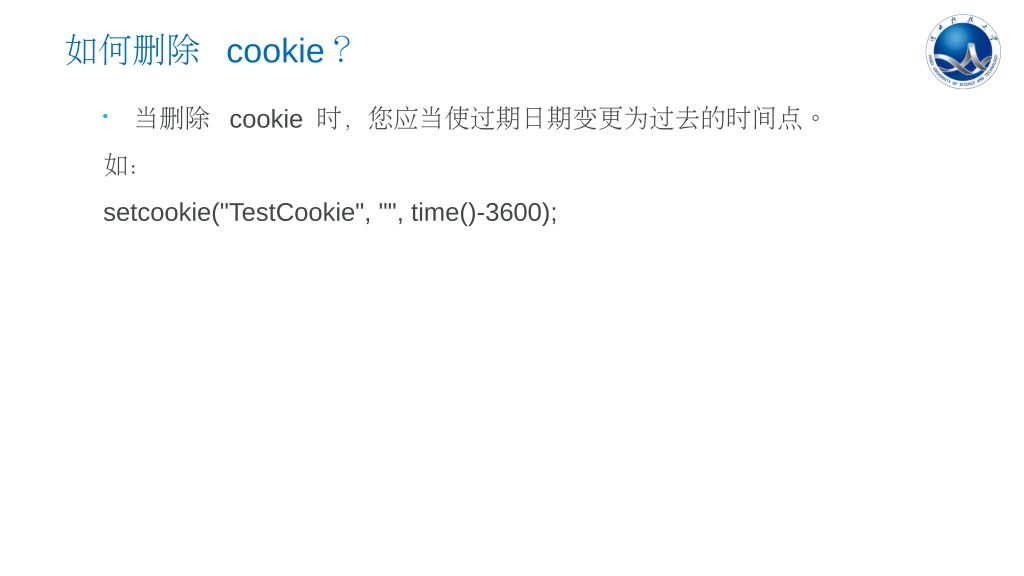 如何删除 cookie？
• 当删除 cookie 时，您应当使过期日期变更为过去的时间点。
如：
setcookie("TestCookie", "", time()-3600);